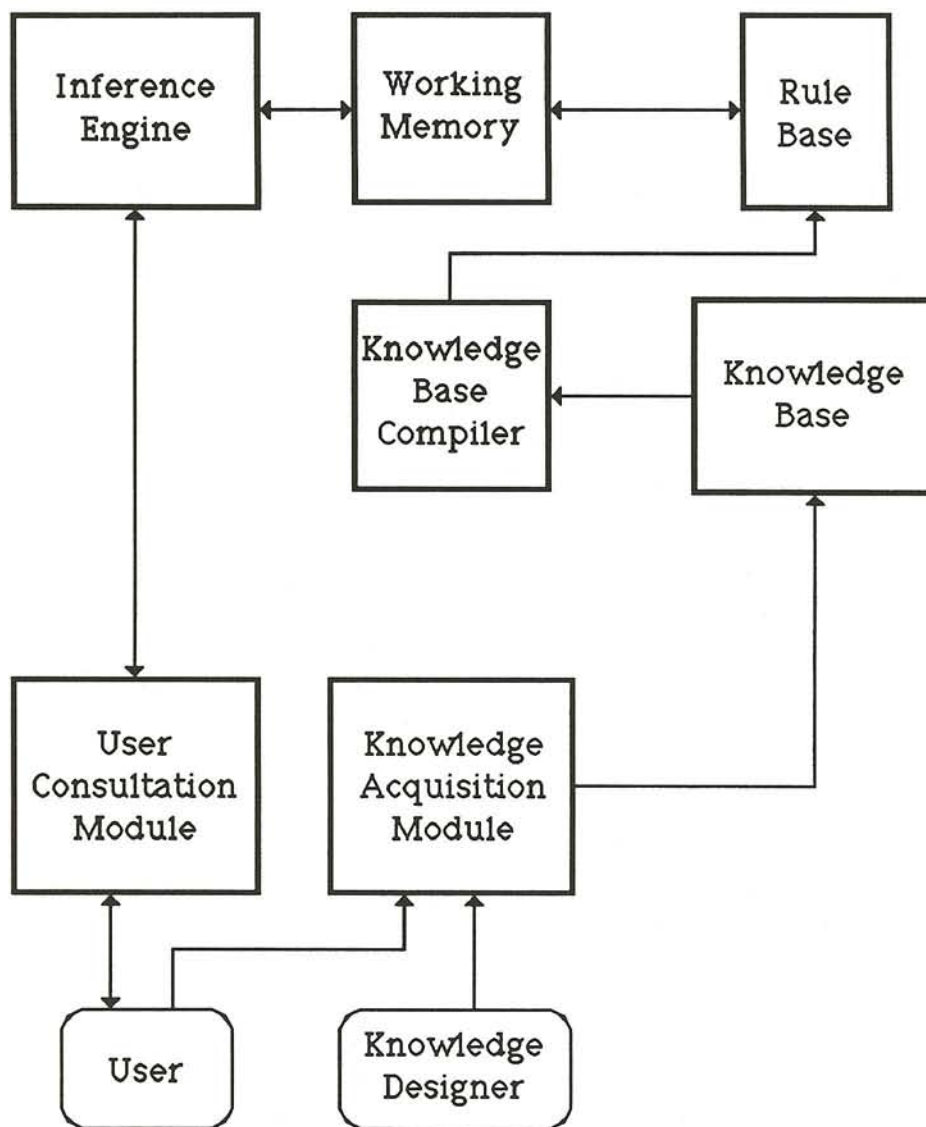 Inference
Engine
Working
Memory
Rule
Base
Knowledge
Base
Compiler
Knowledge
Base
User
Consultation
Module
Knowledge
Acquisition
Module
User
Knowledge
Designer